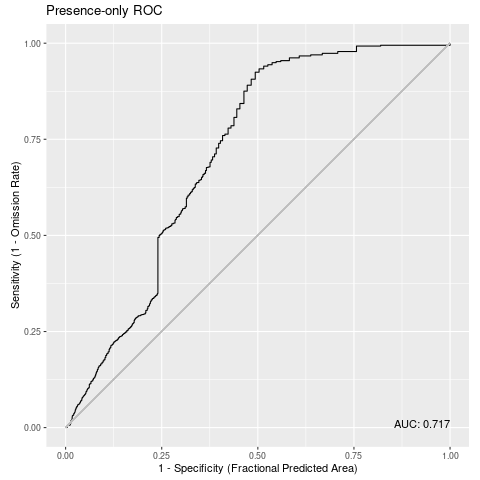 Presence-only ROC
Sensitivity (1 - Omission Rate)
1.00
0.75
0.50
0.25
0.00
AUC: 0.717
0.00 0.25 0.50 0.75 1.00
1 - Specificity (Fractional Predicted Area)